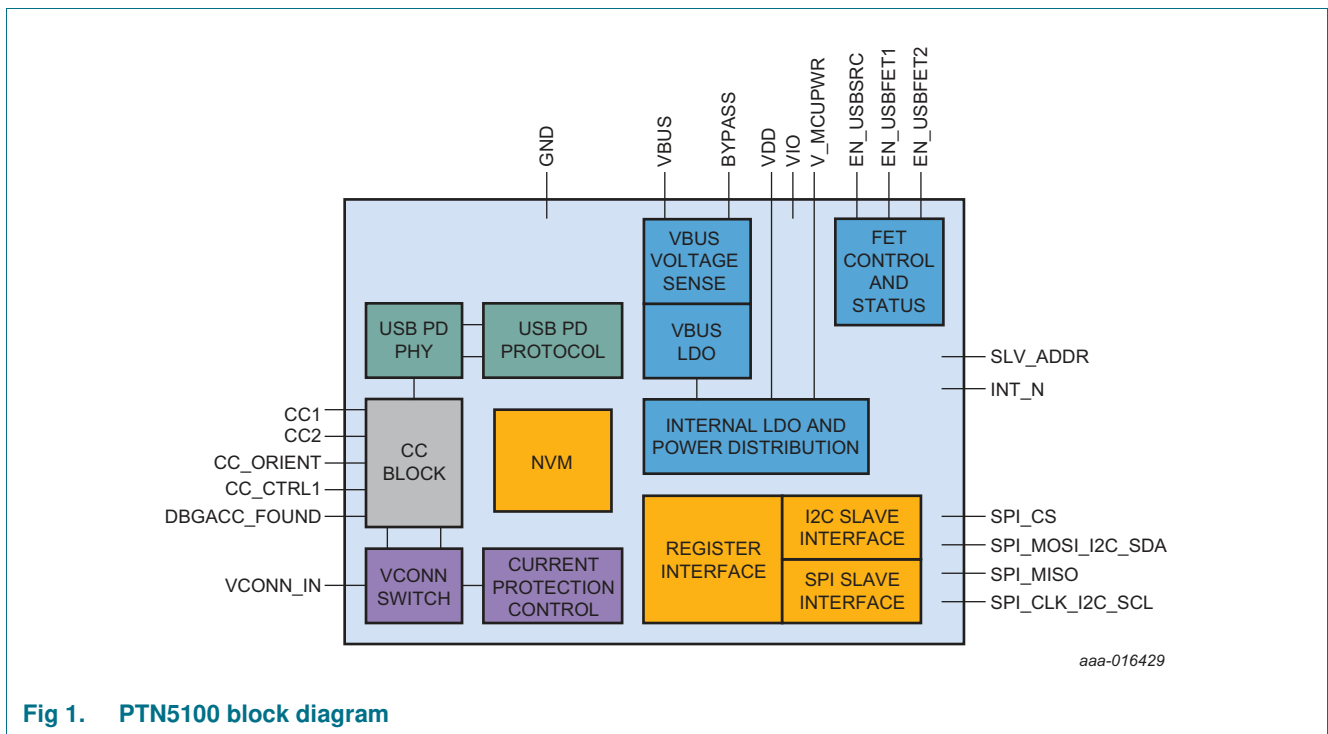 GND
VBUS
BYPASS
VDD
VIO
V_MCUPWR
EN_USBSRC
EN_USBFET1
EN_USBFET2
VBUS
VOLTAGE
SENSE
FET
CONTROL
AND
STATUS
USB PD
PHY
USB PD
PROTOCOL
VBUS
LDO
SLV_ADDR
INT_N
CC1
CC2
CC_ORIENT
CC_CTRL1
DBGACC_FOUND
CC
BLOCK
NVM
INTERNAL LDO AND
POWER DISTRIBUTION
VCONN_IN
VCONN
SWITCH
CURRENT
PROTECTION
CONTROL
REGISTER
INTERFACE
I2C SLAVE
INTERFACE
SPI SLAVE
INTERFACE
SPI_CS
SPI_MOSI_I2C_SDA
SPI_MISO
SPI_CLK_I2C_SCL
aaa-016429
Fig 1. PTN5100 block diagram